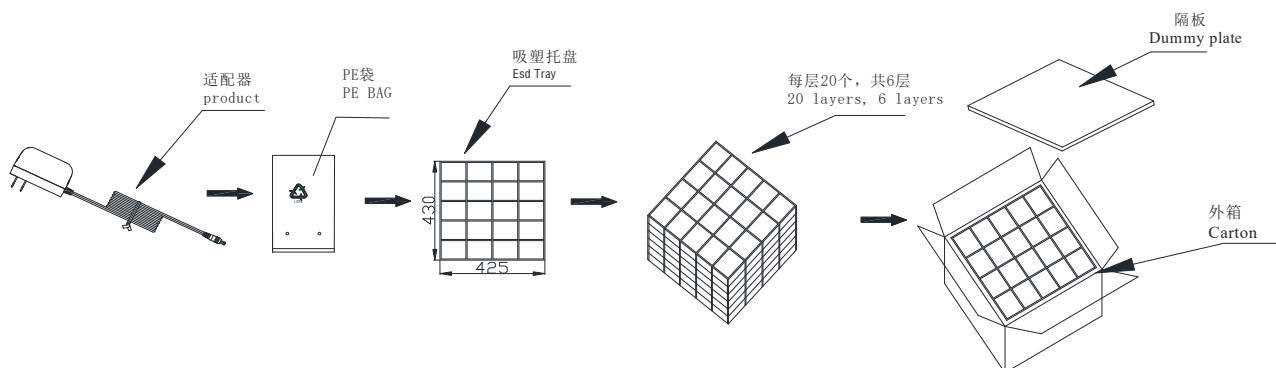 适配器
product
PE袋
PE BAG
吸塑托盘
Esd Tray
430
425
每层20个，共6层
20 layers, 6 layers
隔板
Dummy plate
外箱
Carton